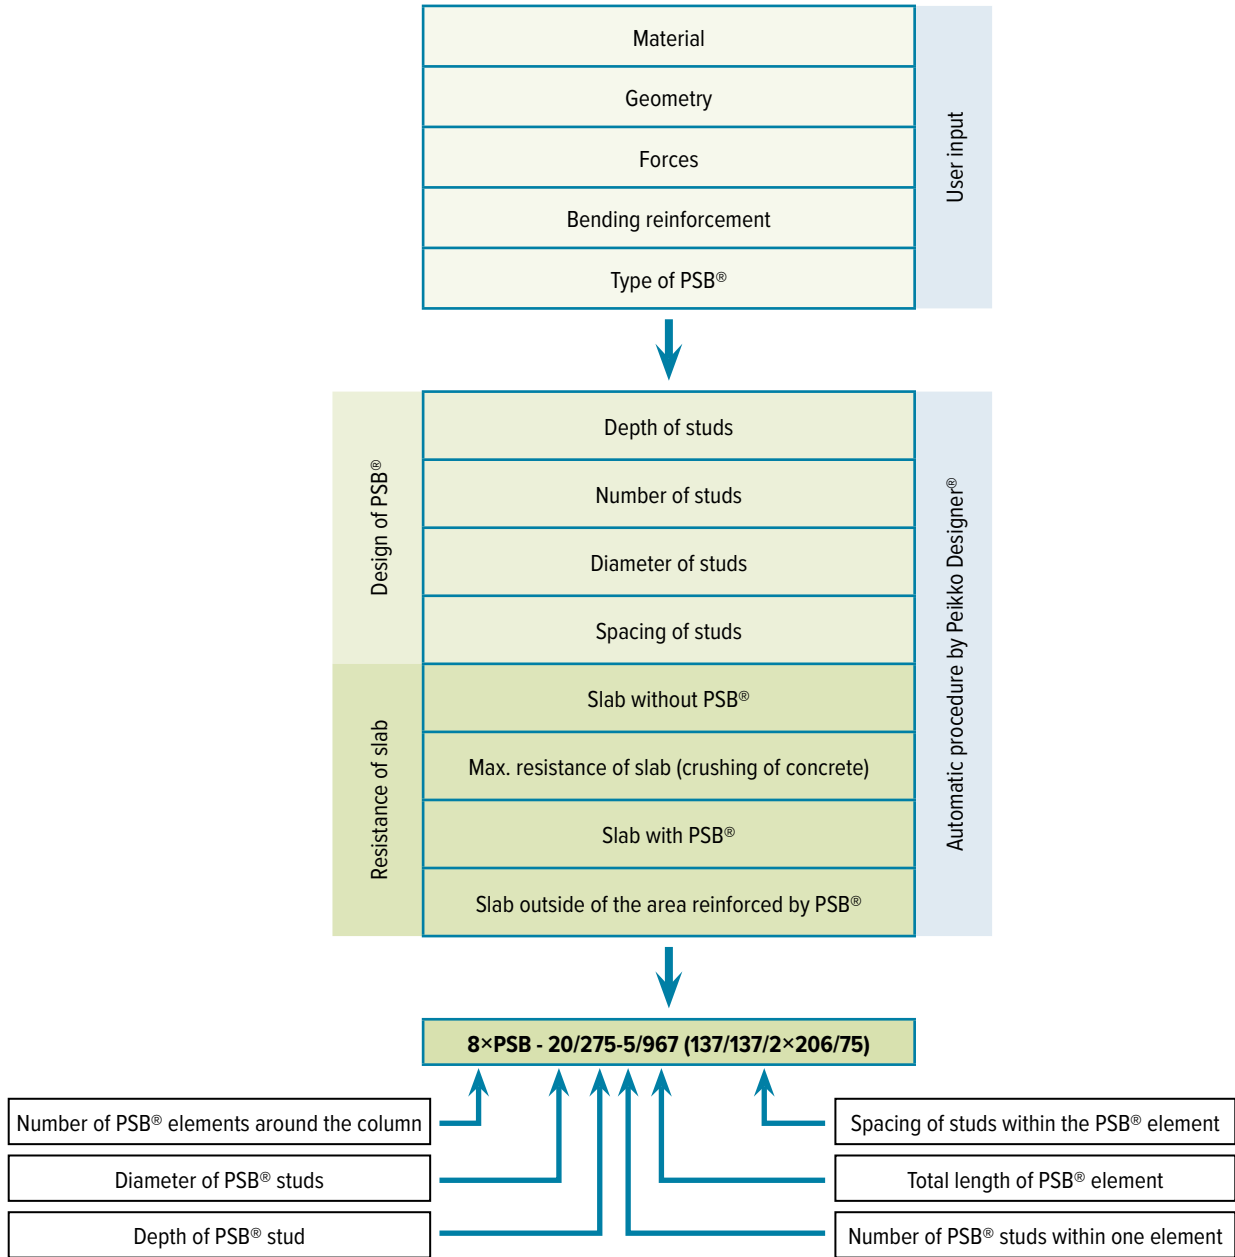 Material
Geometry
Forces
Bending reinforcement
Type of PSB®
User input
Depth of studs
Number of studs
Diameter of studs
Spacing of studs
Design of PSB®
Slab without PSB®
Max. resistance of slab (crushing of concrete)
Slab with PSB®
Slab outside of the area reinforced by PSB®
Resistance of slab
Automatic procedure by Peikko Designer®
8×PSB - 20/275-5/967 (137/137/2×206/75)
Number of PSB® elements around the column
Diameter of PSB® studs
Depth of PSB® stud
Spacing of studs within the PSB® element
Total length of PSB® element
Number of PSB® studs within one element